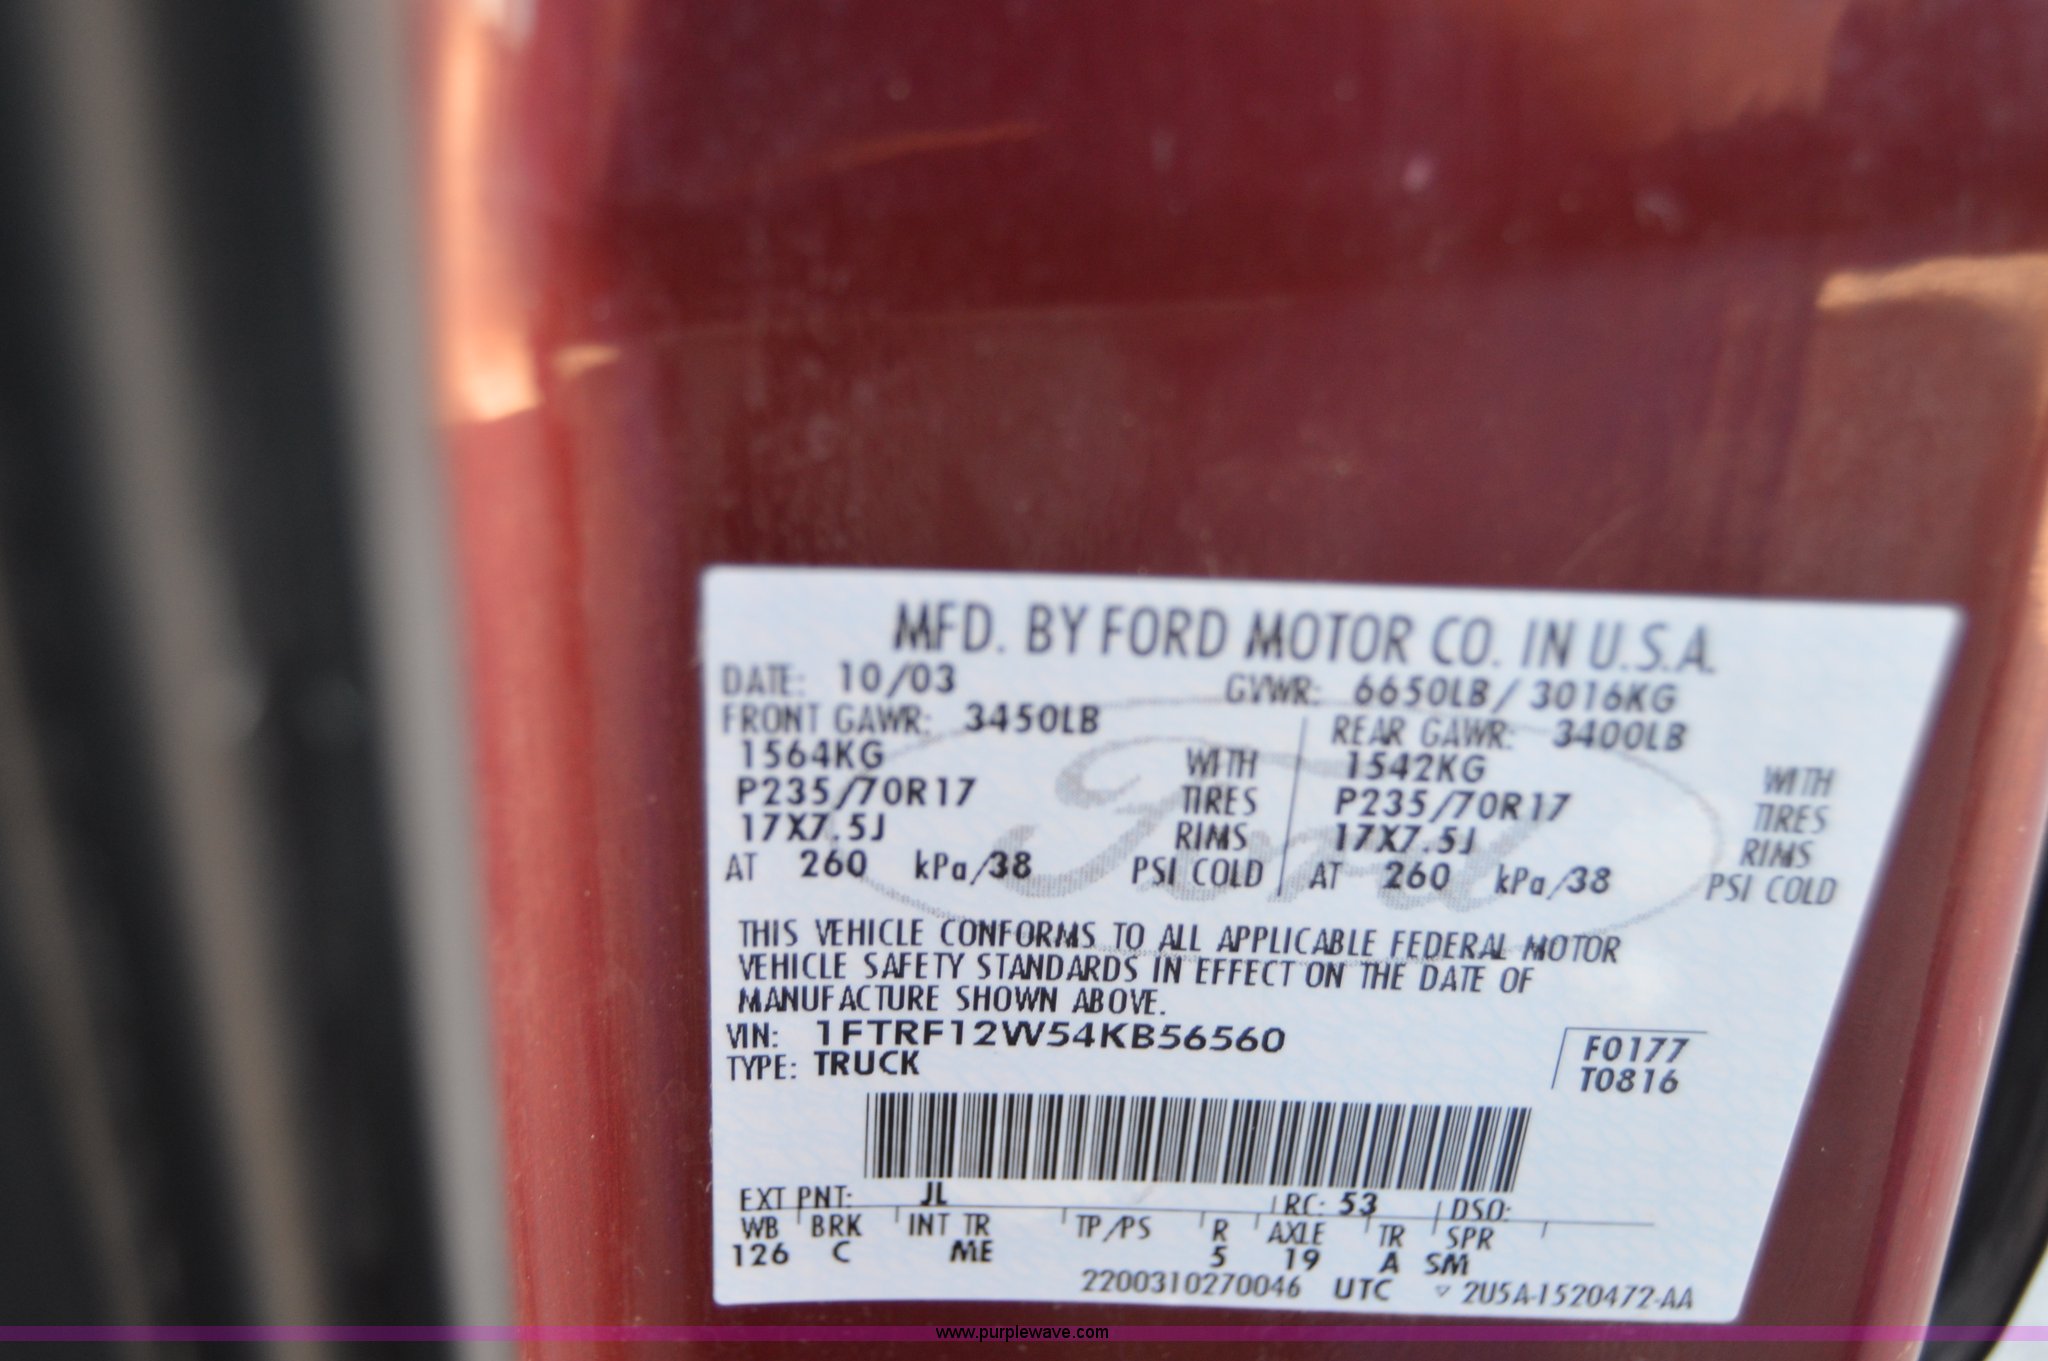 MFD. BY FORD MOTOR CO. IN U.S.A.
DATE: 10/03 GVWR: 6650LB / 3016KG
FRONT GAWR: 3450LB REAR GAWR: 3400LB
1564KG WITH 1542KG WITH
P235/70R17 TIRES P235/70R17 TIRES
17X7.5J RIMS 17X7.5J RIMS
AT 260 kPa/38 PSI COLD AT 260 kPa/38 PSI COLD
Ford
THIS VEHICLE CONFORMS TO ALL APPLICABLE FEDERAL MOTOR
VEHICLE SAFETY STANDARDS IN EFFECT ON THE DATE OF
MANUFACTURE SHOWN ABOVE.
VIN: 1FTRF12W54KB56560 F0177
TYPE: TRUCK T0816
EXT PNT: JL RC: 53 DSO:
WB BRK INT TR TP/PS R AXLE TR SPR
126 C ME 5 19 A SM
2200310270046 UTC ▽ 2U5A-1520472-AA
www.purplewave.com